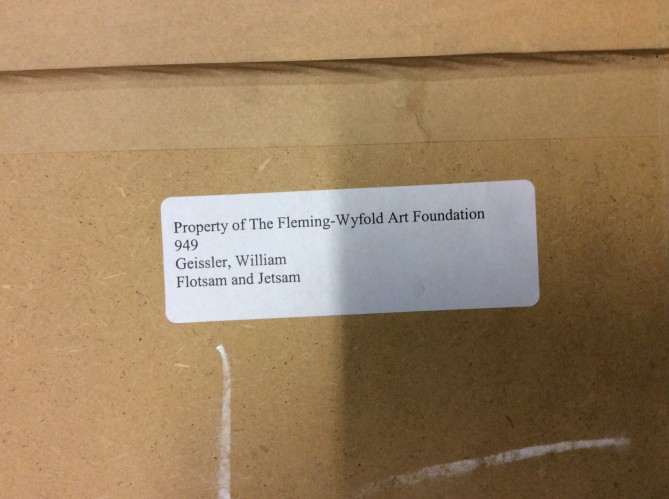 Property of The Fleming-Wyfold Art Foundation
949
Geissler, William
Flotsam and Jetsam